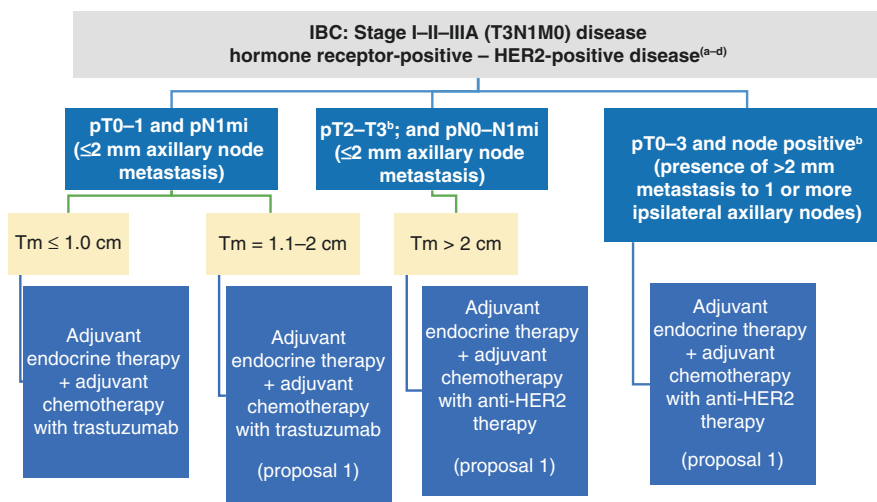 IBC: Stage I–II–IIIA (T3N1M0) disease
hormone receptor-positive – HER2-positive disease(a–d)
pT0–1 and pN1mi
(≤2 mm axillary node
metastasis)
pT2–T3b; and pN0–N1mi
(≤2 mm axillary node
metastasis)
pT0–3 and node positiveb
(presence of >2 mm
metastasis to 1 or more
ipsilateral axillary nodes)
Tm ≤ 1.0 cm
Tm = 1.1–2 cm
Tm > 2 cm
Adjuvant
endocrine therapy
+ adjuvant
chemotherapy
with trastuzumab
Adjuvant
endocrine therapy
+ adjuvant
chemotherapy
with trastuzumab
(proposal 1)
Adjuvant
endocrine therapy
+ adjuvant
chemotherapy
with anti-HER2
therapy
(proposal 1)
Adjuvant
endocrine therapy
+ adjuvant
chemotherapy
with anti-HER2
therapy
(proposal 1)